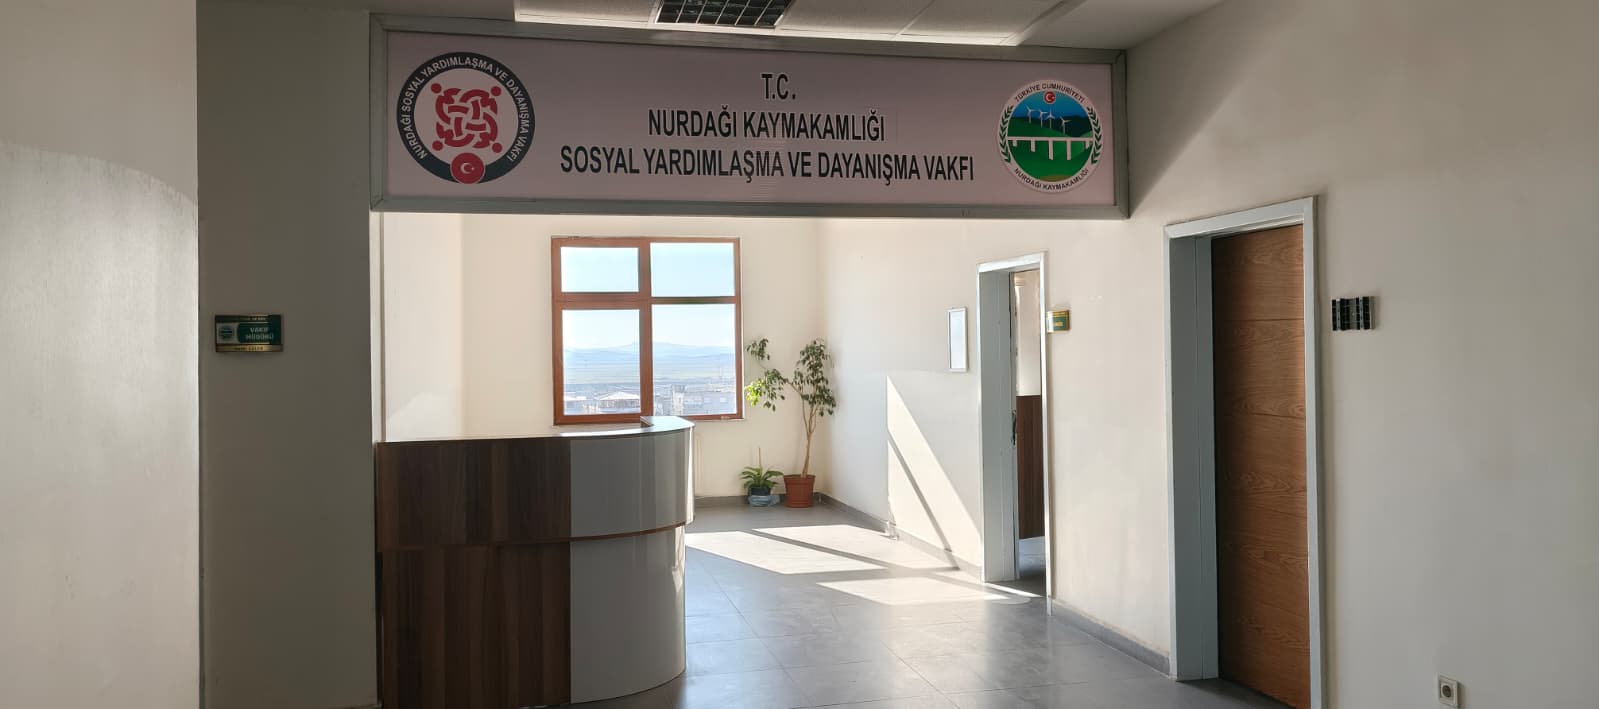 NURDAĞI SOSYAL YARDIMLAŞMA VE DAYANIŞMA VAKFI
T.C.
NURDAĞI KAYMAKAMLIĞI
SOSYAL YARDIMLAŞMA VE DAYANIŞMA VAKFI
TÜRKİYE CUMHURİYETİ
NURDAĞI KAYMAKAMLIĞI
VAKIF
MÜDÜRÜ